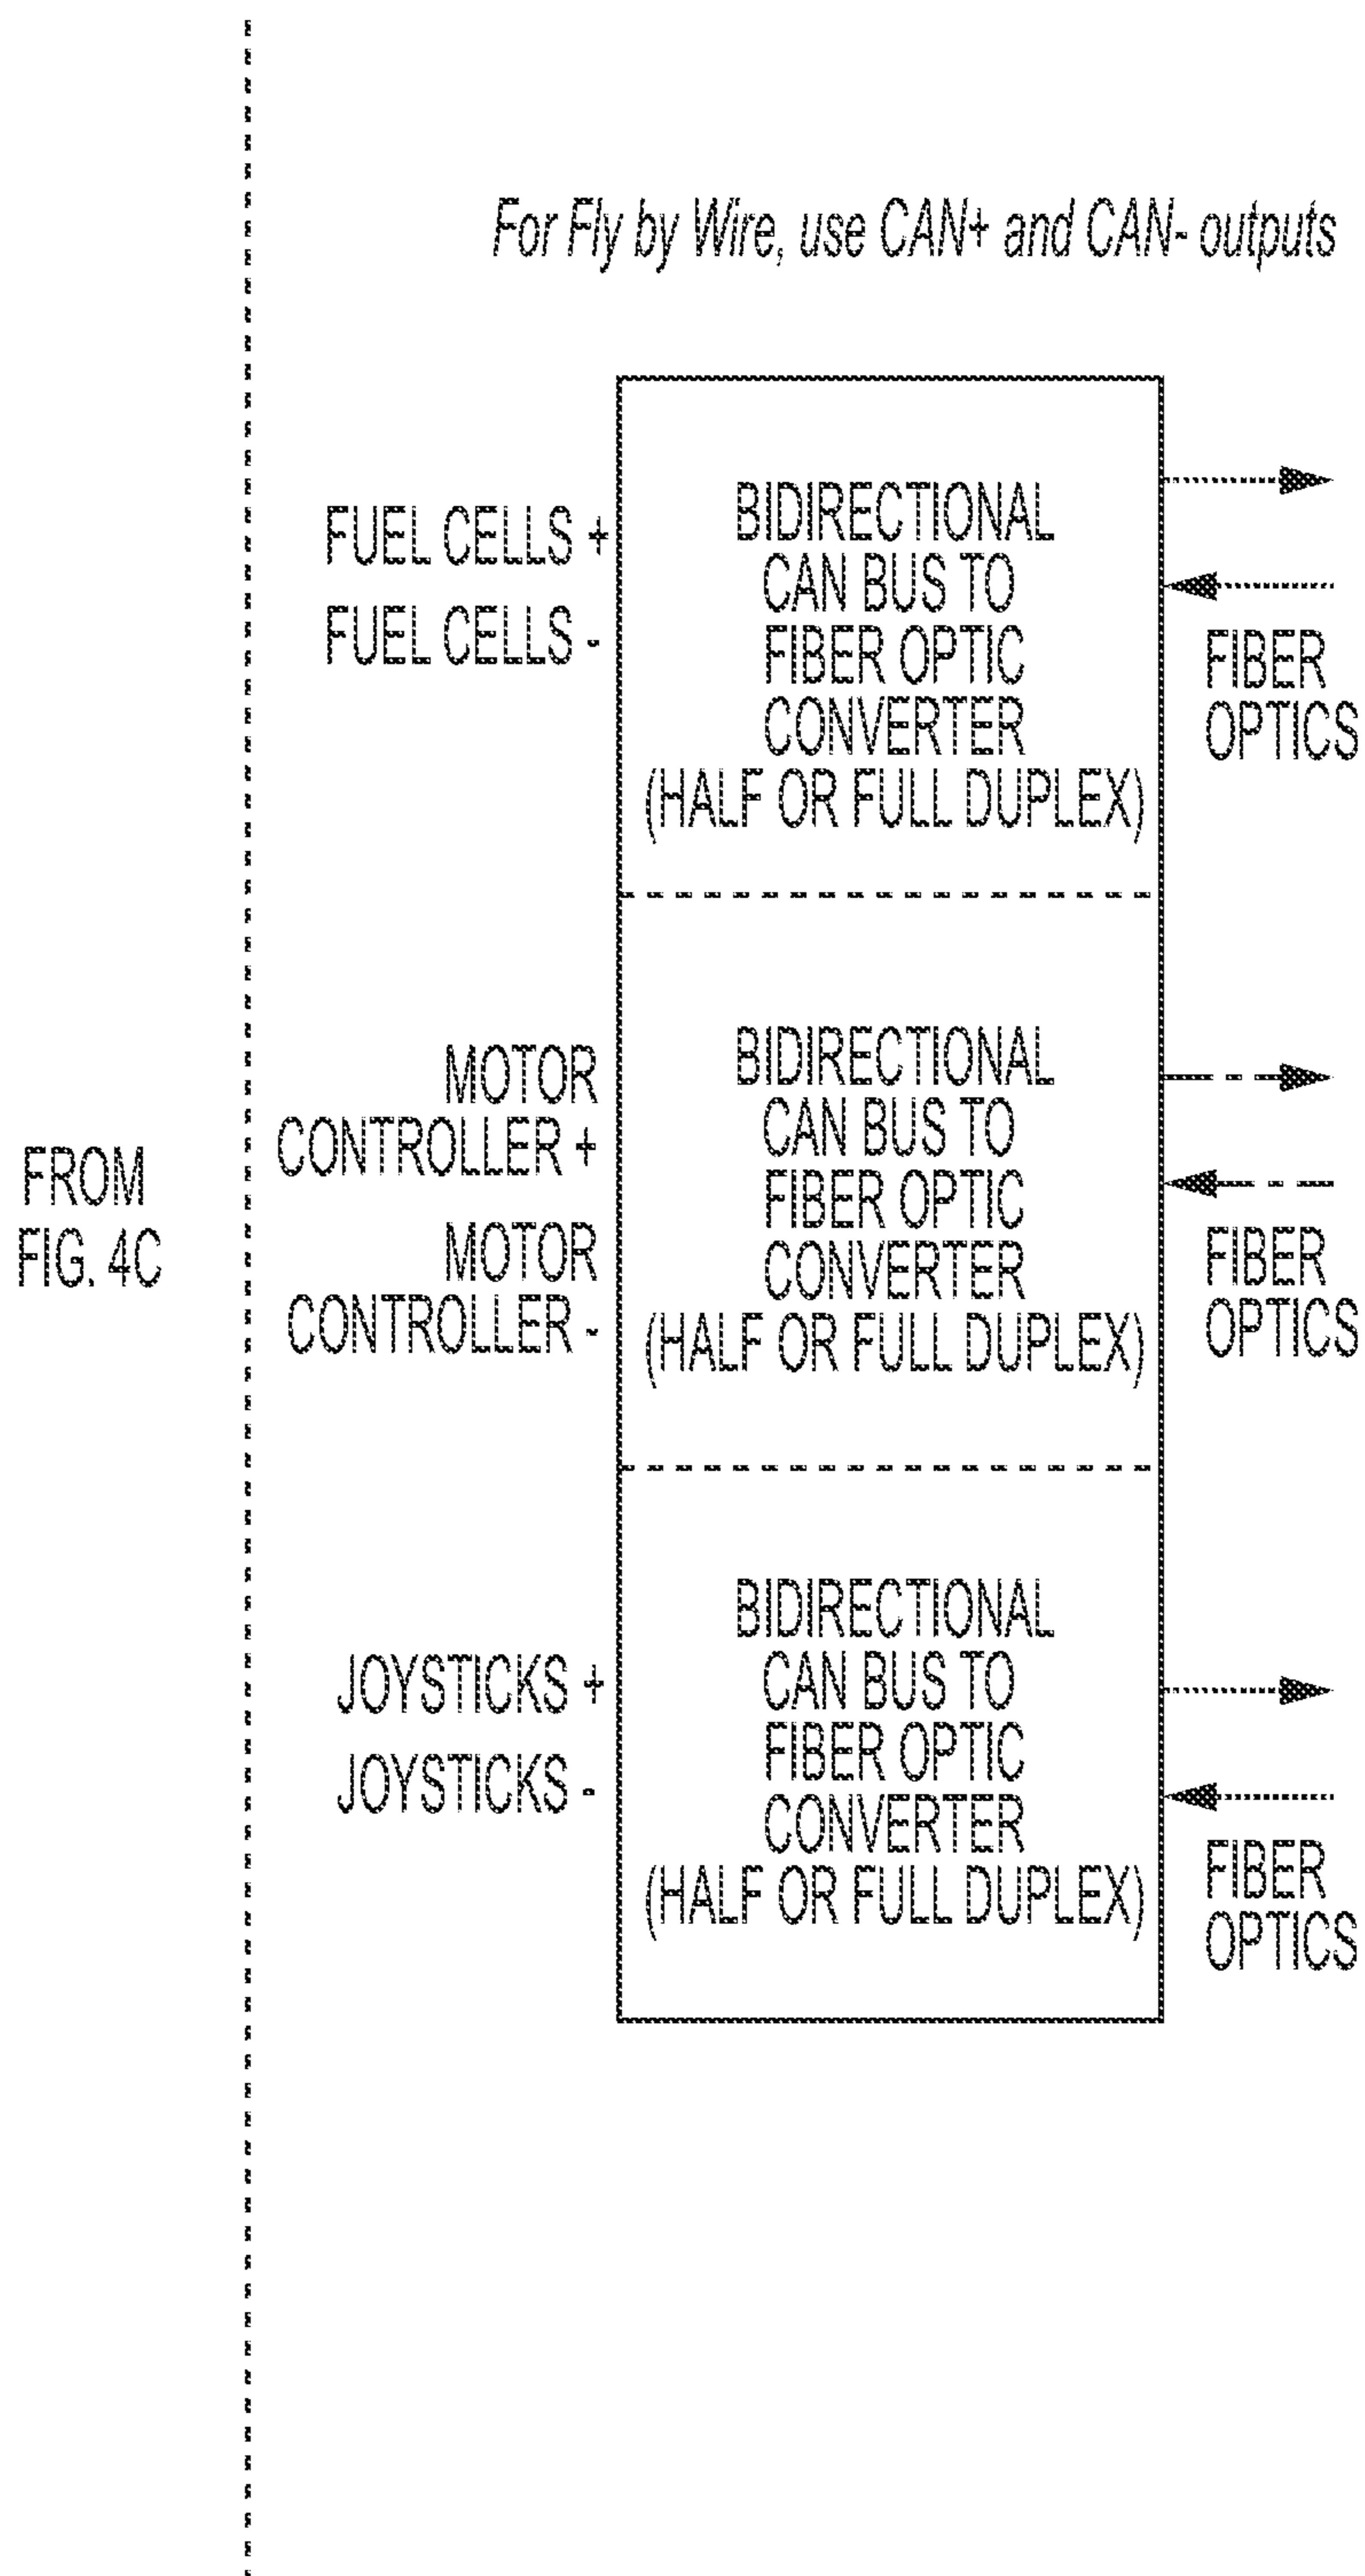 For Fly by Wire, use CAN+ and CAN- outputs
FUEL CELLS +
FUEL CELLS -
BIDIRECTIONAL
CAN BUS TO
FIBER OPTIC
CONVERTER
(HALF OR FULL DUPLEX)
FIBER
OPTICS
FROM
FIG. 4C
MOTOR
CONTROLLER +
MOTOR
CONTROLLER -
BIDIRECTIONAL
CAN BUS TO
FIBER OPTIC
CONVERTER
(HALF OR FULL DUPLEX)
FIBER
OPTICS
JOYSTICKS +
JOYSTICKS -
BIDIRECTIONAL
CAN BUS TO
FIBER OPTIC
CONVERTER
(HALF OR FULL DUPLEX)
FIBER
OPTICS